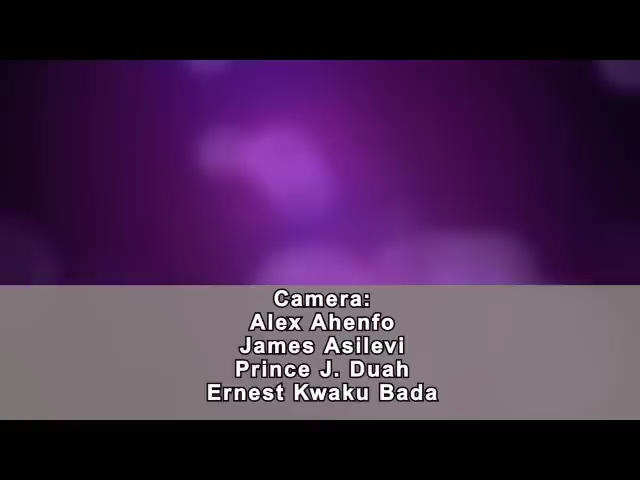 Camera:
Alex Ahenfo
James Asilevi
Prince J. Duah
Ernest Kwaku Bada